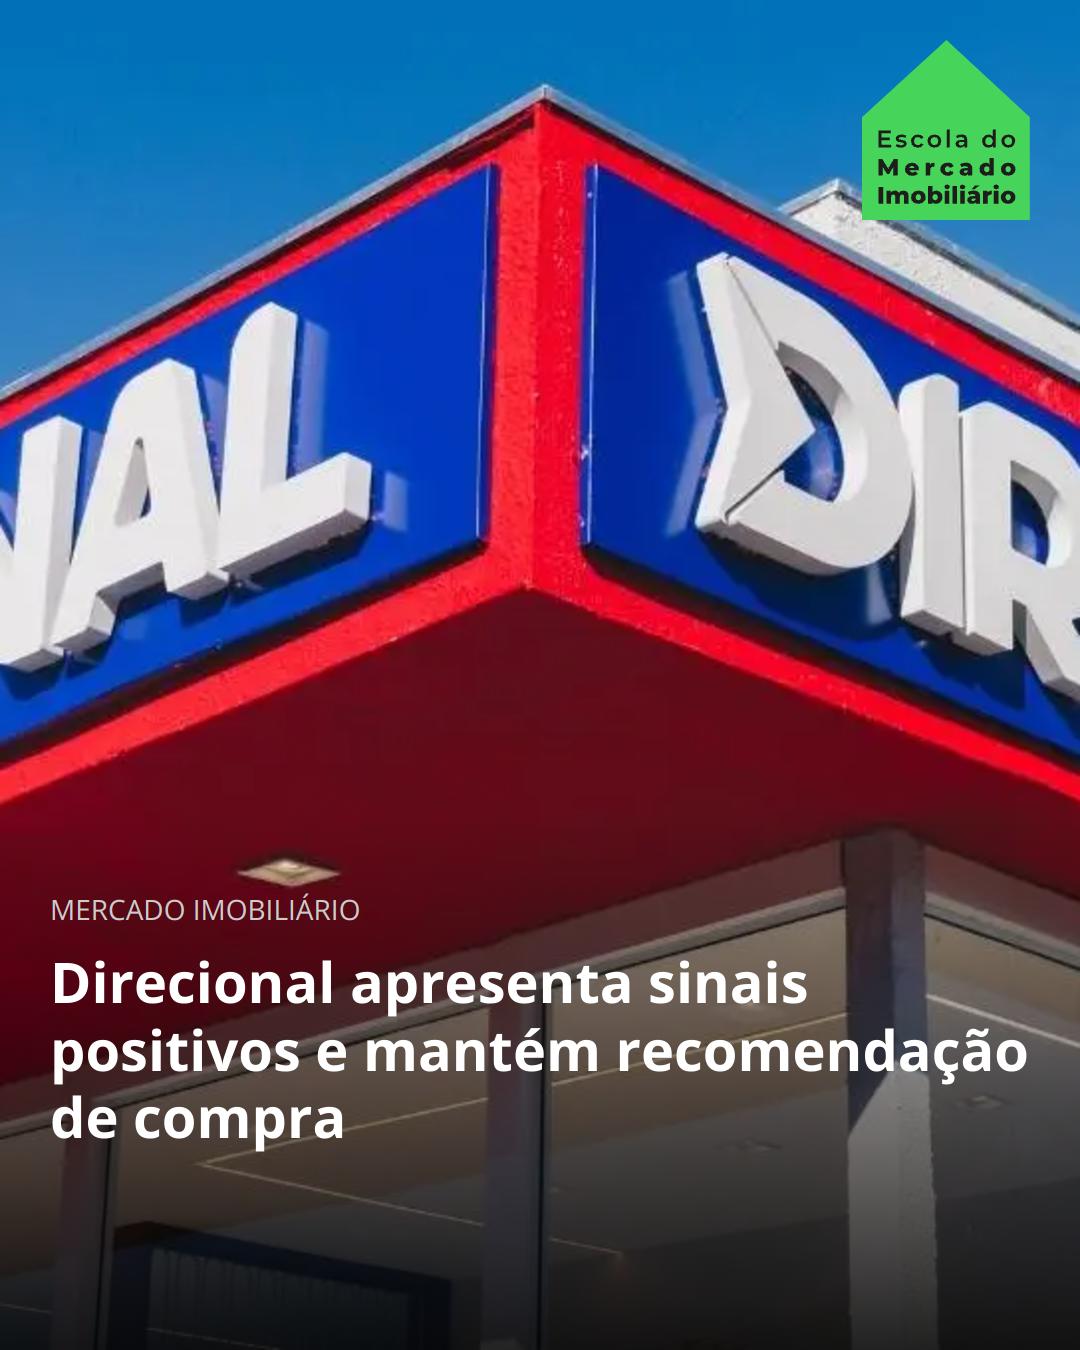 Escola do
Mercado
Imobiliário
NAL
DIR
MERCADO IMOBILIÁRIO
Direcional apresenta sinais
positivos e mantém recomendação
de compra